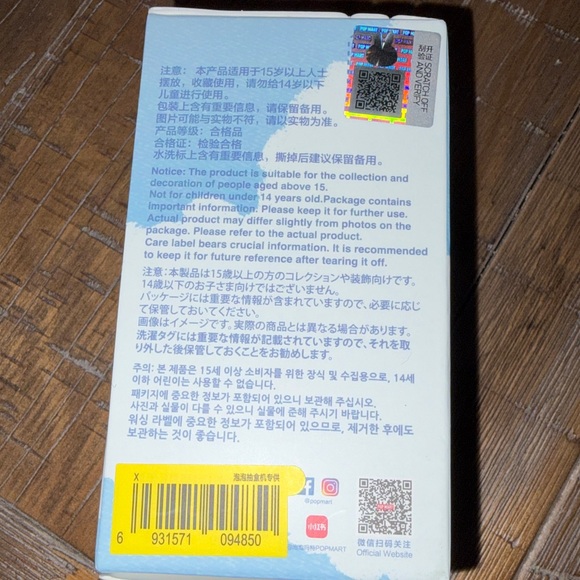 POP MART
开盒刮验
SCRATCH OFF
AND VERIFY
注意：本产品适用于15岁以上人士
摆放，收藏使用，请勿给14岁以下
儿童进行使用。
包装上含有重要信息，请保留备用。
图片可能与实物不符，请以实物为准。
产品等级：合格品
合格证：检验合格
水洗标上含有重要信息，撕掉后建议保留备用。
Notice: The product is suitable for the collection and
decoration of people aged above 15.
Not for children under 14 years old.Package contains
important information. Please keep it for further use.
Actual product may differ slightly from photos on the
package. Please refer to the actual product.
Care label bears crucial information. It is recommended
to keep it for future reference after tearing it off.
注意：本製品は15歳以上の方のコレクションや装飾向けです。
14歳以下のお子さま向けではございません。
パッケージには重要な情報が含まれていますので、必要に応じ
て保管しておいてください。
画像はイメージです。実際の商品とは異なる場合があります。
洗濯タグには重要な情報が記載されていますので、それを取
り外した後保管しておくことをお勧めします。
주의: 본 제품은 15세 이상 소비자를 위한 장식 및 수집용으로, 14세
이하 어린이는 사용할 수 없습니다.
패키지에 중요한 정보가 포함되어 있으니 보관해 주십시오.
사진과 실물이 다를 수 있으니 실물에 준해 주시기 바랍니다.
워싱 라벨에 중요한 정보가 포함되어 있으므로, 제거한 후에도
보관하는 것이 좋습니다.
X
泡泡抽盒机专供
6 931571 094850
@popmart
小红书
POPMART
微信扫码关注
Official Website